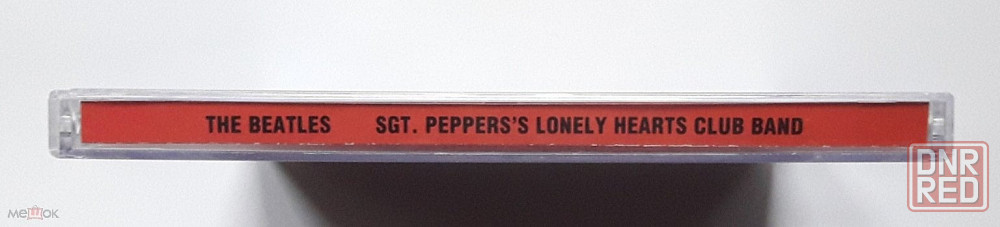 THE BEATLES SGT. PEPPERS'S LONELY HEARTS CLUB BAND
DNR
RED
мешок